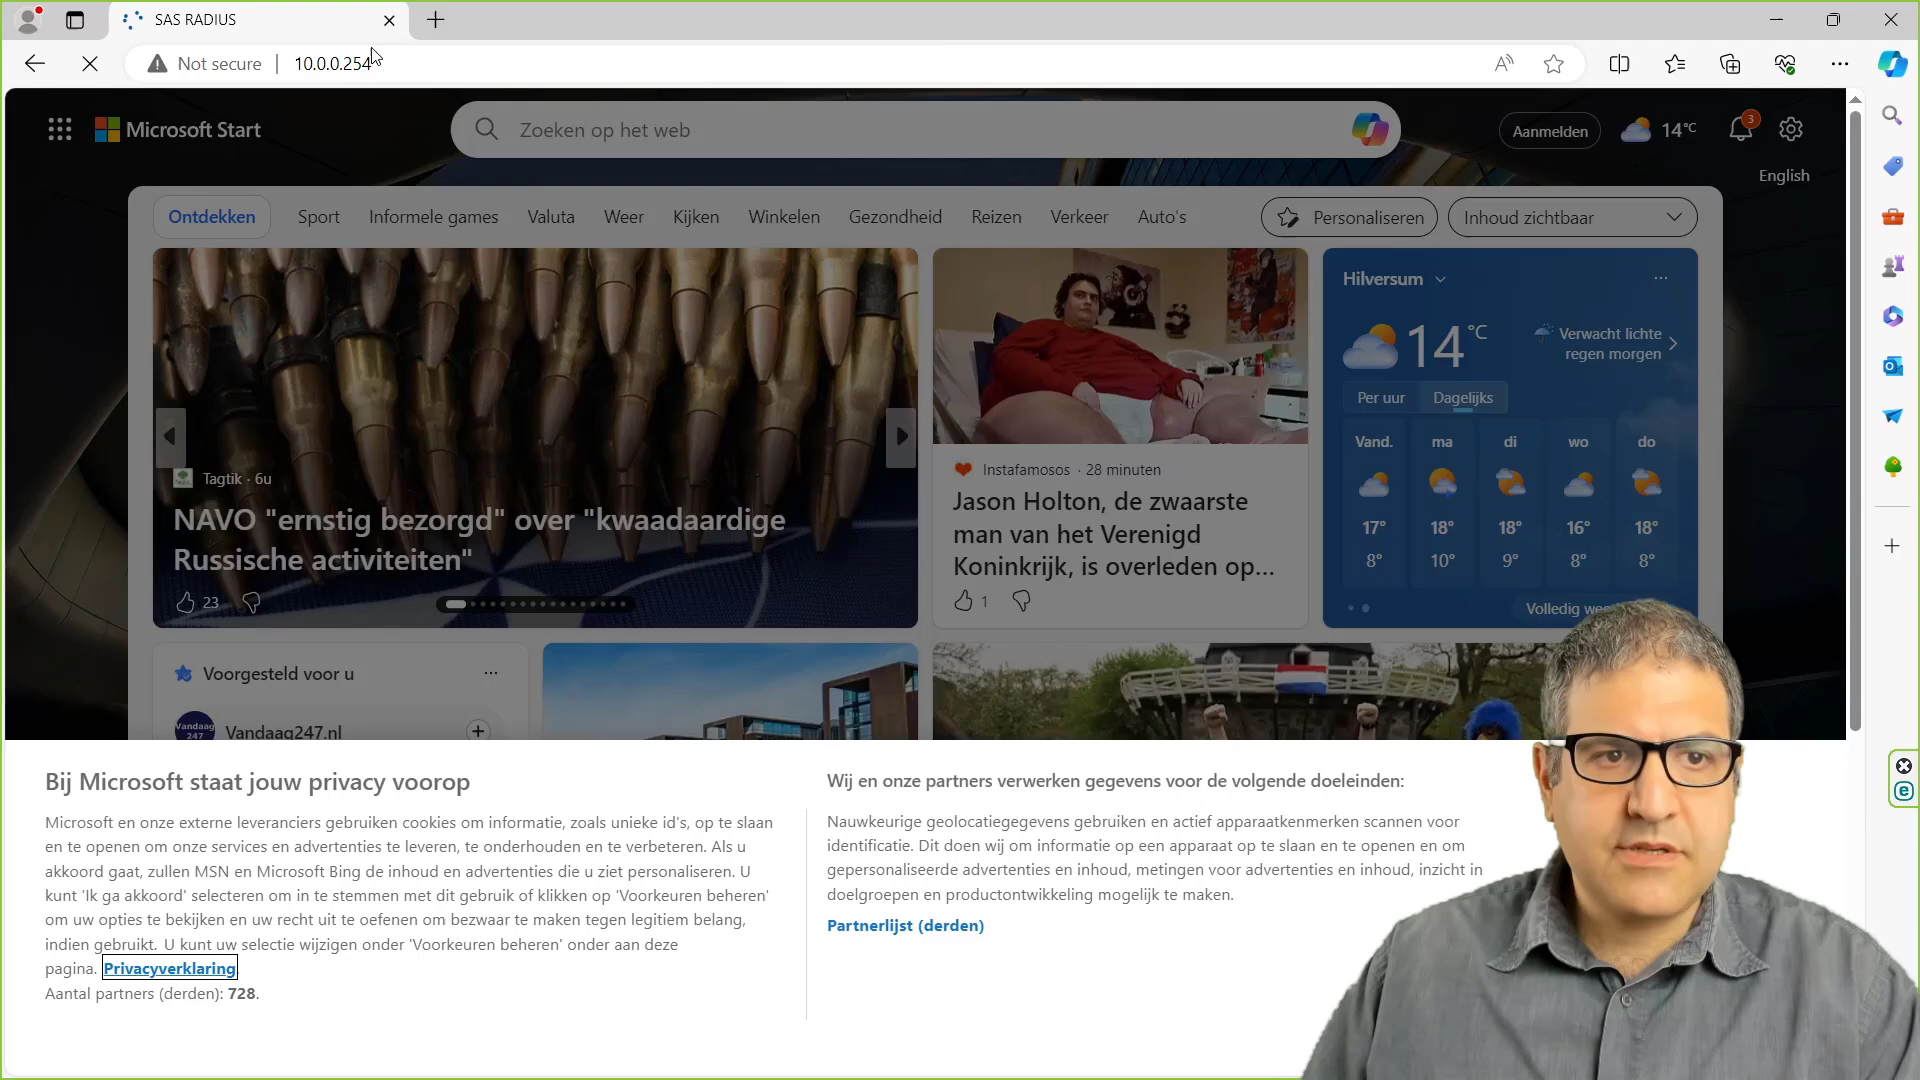 SAS RADIUS
Not secure
10.0.0.254
Microsoft Start
Zoeken op het web
Aanmelden
14°C
3
English
Ontdekken
Sport
Informele games
Valuta
Weer
Kijken
Winkelen
Gezondheid
Reizen
Verkeer
Auto's
Personaliseren
Inhoud zichtbaar
Tagtik · 6u
NAVO "ernstig bezorgd" over "kwaadaardige
Russische activiteiten"
23
Instafamosos · 28 minuten
Jason Holton, de zwaarste
man van het Verenigd
Koninkrijk, is overleden op...
1
Hilversum
14 °C
Verwacht lichte
regen morgen
Per uur
Dagelijks
Vand. ma di wo do
17° 18° 18° 16° 18°
8° 10° 9° 8° 8°
Volledig
Voorgesteld voor u
Vandaag
247
Vandaag247.nl
Bij Microsoft staat jouw privacy voorop
Microsoft en onze externe leveranciers gebruiken cookies om informatie, zoals unieke id's, op te slaan
en te openen om onze services en advertenties te leveren, te onderhouden en te verbeteren. Als u
akkoord gaat, zullen MSN en Microsoft Bing de inhoud en advertenties die u ziet personaliseren. U
kunt 'Ik ga akkoord' selecteren om in te stemmen met dit gebruik of klikken op 'Voorkeuren beheren'
om uw opties te bekijken en uw recht uit te oefenen om bezwaar te maken tegen legitiem belang,
indien gebruikt. U kunt uw selectie wijzigen onder 'Voorkeuren beheren' onder aan deze
pagina. Privacyverklaring
Aantal partners (derden): 728.
Wij en onze partners verwerken gegevens voor de volgende doeleinden:
Nauwkeurige geolocatiegegevens gebruiken en actief apparaatkenmerken scannen voor
identificatie. Dit doen wij om informatie op een apparaat op te slaan en te openen en om
gepersonaliseerde advertenties en inhoud, metingen voor advertenties en inhoud, inzicht in
doelgroepen en productontwikkeling mogelijk te maken.
Partnerlijst (derden)